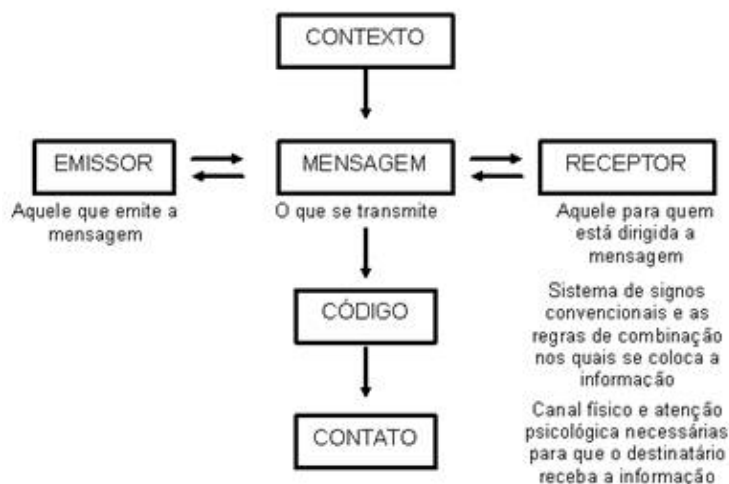 CONTEXTO
EMISSOR
MENSAGEM
RECEPTOR
Aquele que emite a
mensagem
O que se transmite
Aquele para quem
está dirigida a
mensagem
CÓDIGO
Sistema de signos
convencionais e as
regras de combinação
nos quais se coloca a
informação
CONTATO
Canal físico e atenção
psicológica necessárias
para que o destinatário
receba a informação